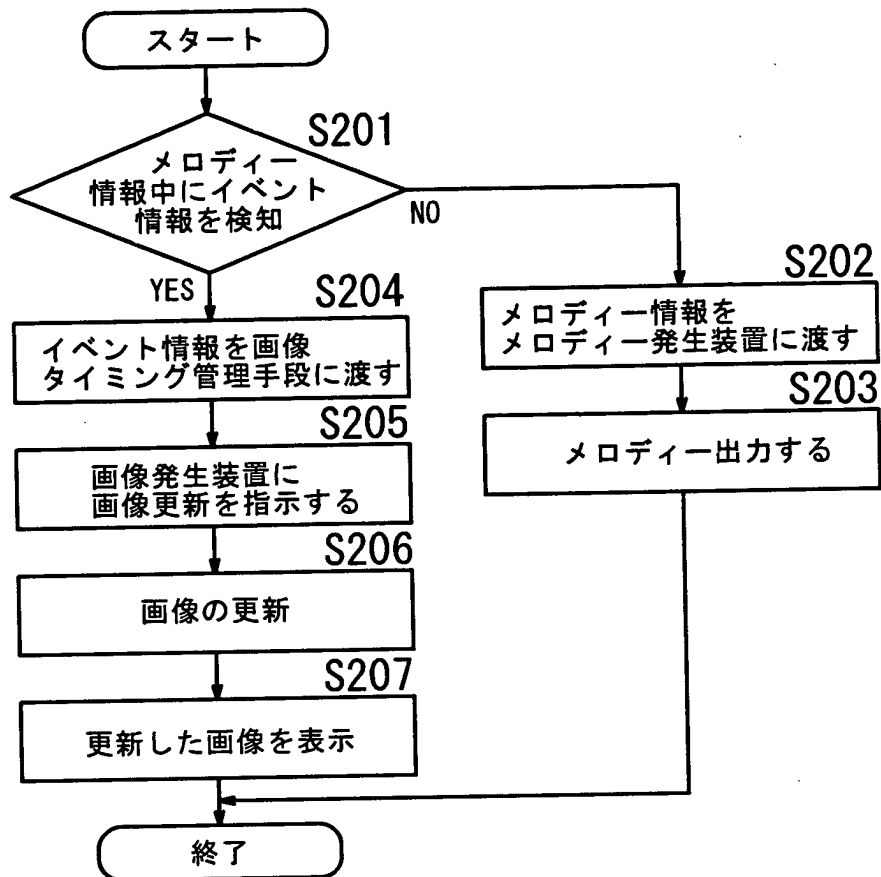 スタート
S201
メロディー
情報中にイベント
情報を検知
NO
YES
S202
メロディー情報を
メロディー発生装置に渡す
S203
メロディー出力する
S204
イベント情報を画像
タイミング管理手段に渡す
S205
画像発生装置に
画像更新を指示する
S206
画像の更新
S207
更新した画像を表示
終了